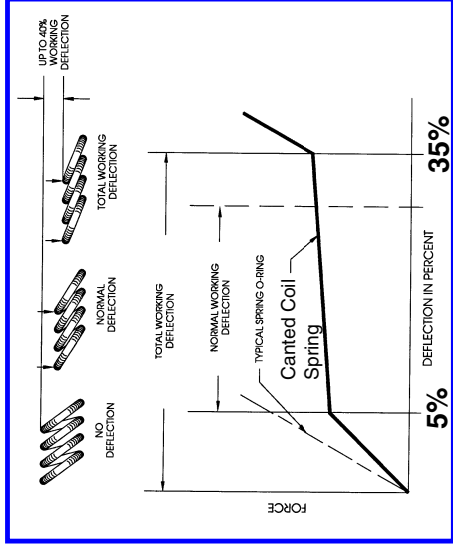 UP TO 40%
WORKING
DEFLECTION
NO
DEFLECTION
NORMAL
DEFLECTION
TOTAL WORKING
DEFLECTION
TOTAL WORKING
DEFLECTION
NORMAL WORKING
DEFLECTION
TYPICAL SPRING O-RING
Canted Coil
Spring
FORCE
5%
35%
DEFLECTION IN PERCENT